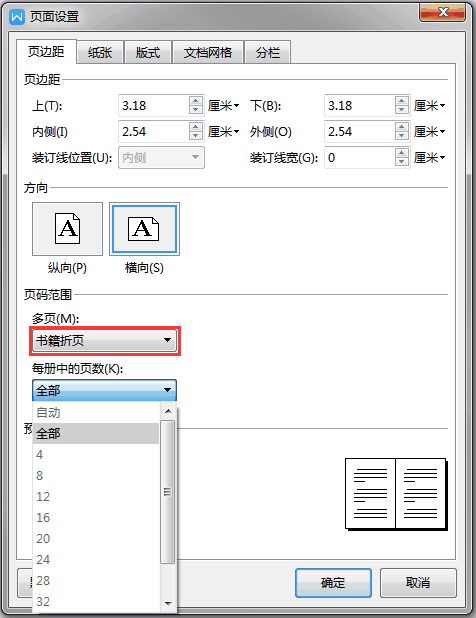 页面设置
页边距 纸张 版式 文档网格 分栏
页边距
上(T): 3.18 厘米 下(B): 3.18 厘米
内侧(I) 2.54 厘米 外侧(O) 2.54 厘米
装订线位置(U): 内侧 装订线宽(G): 0 厘米
方向
A A
纵向(P) 横向(S)
页码范围
多页(M):
书籍折页
每册中的页数(K):
全部
自动
全部
4
8
12
16
20
24
28
32
确定 取消